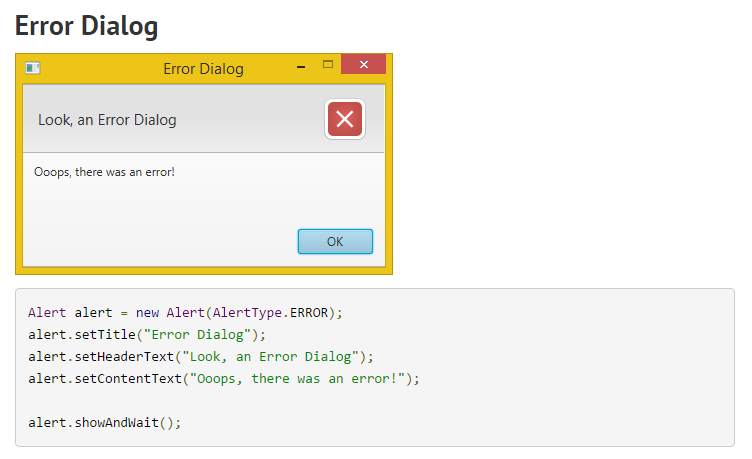 Error Dialog
Error Dialog
Look, an Error Dialog
Ooops, there was an error!
OK
Alert alert = new Alert(AlertType.ERROR);
alert.setTitle("Error Dialog");
alert.setHeaderText("Look, an Error Dialog");
alert.setContentText("Ooops, there was an error!");
alert.showAndWait();